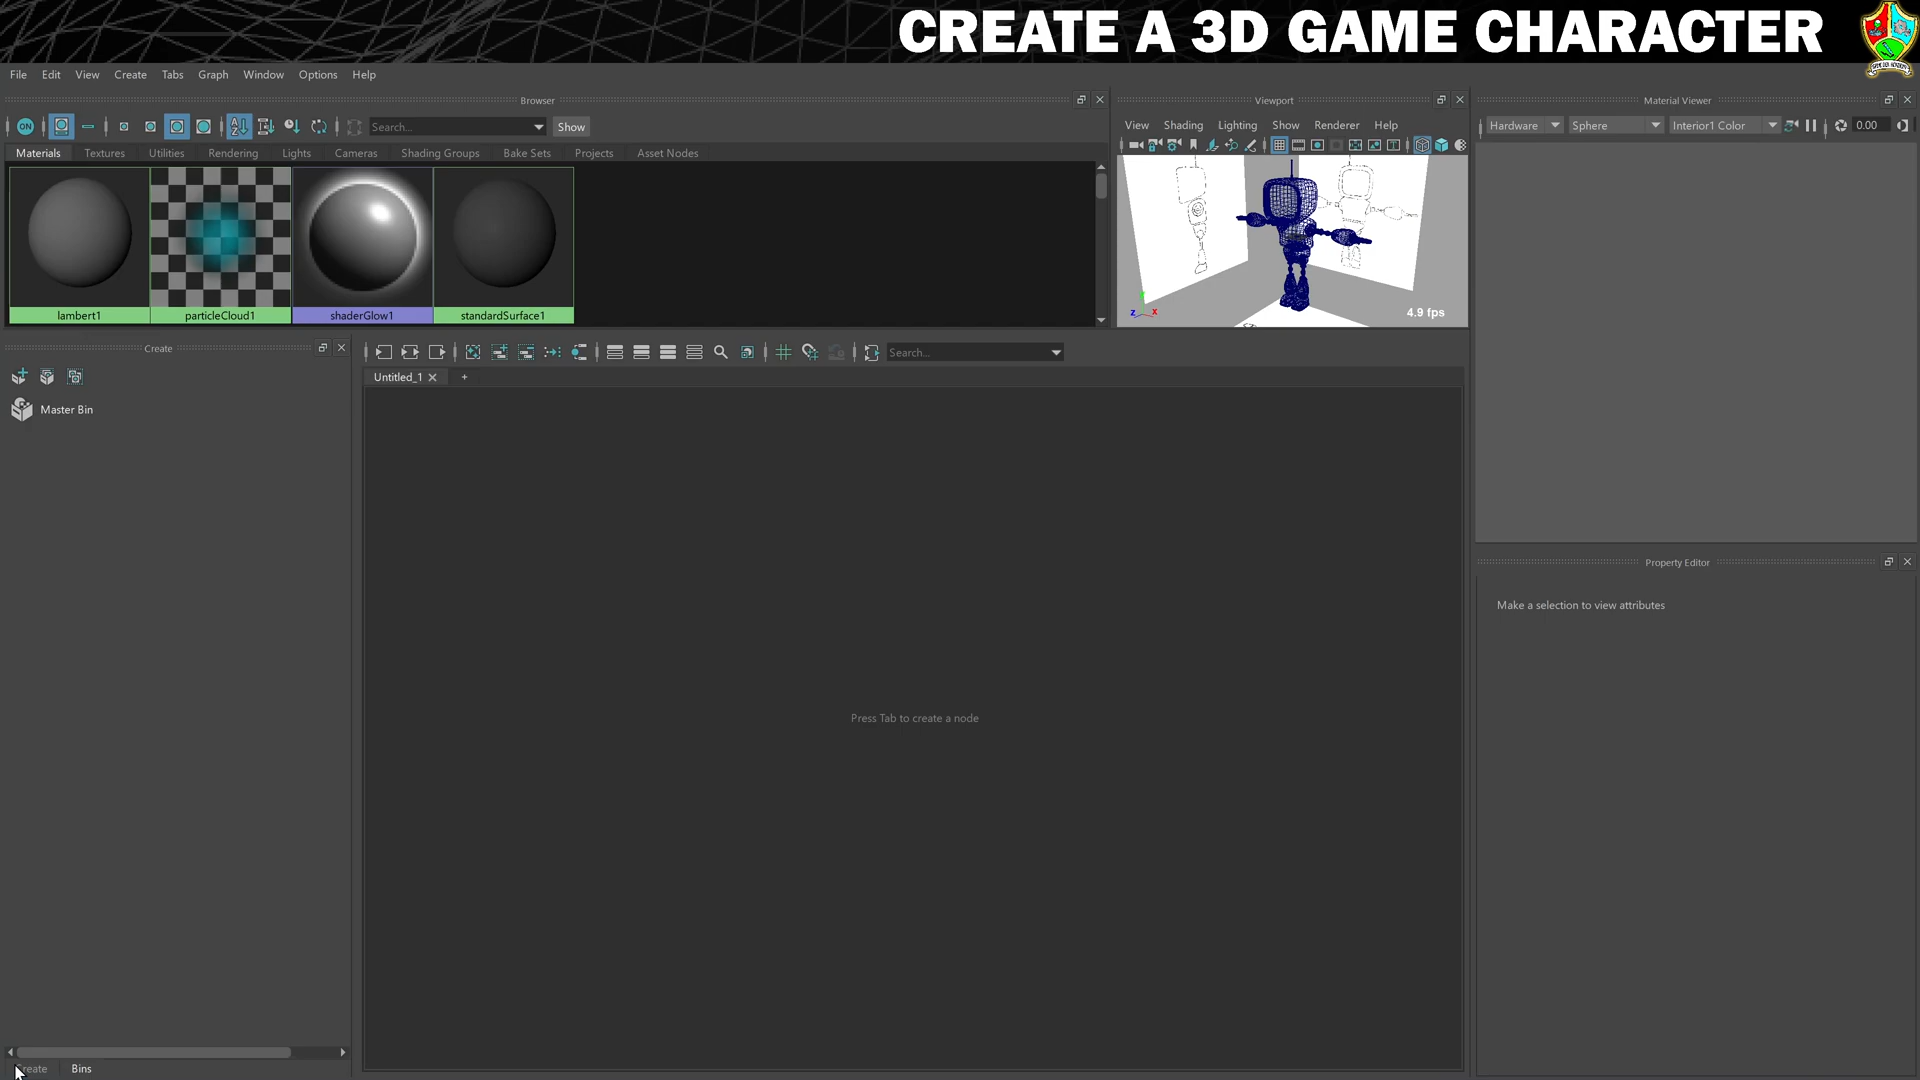 CREATE A 3D GAME CHARACTER
File Edit View Create Tabs Graph Window Options Help
Browser
Viewport
Material Viewer
ON
Search...
Show
View Shading Lighting Show Renderer Help
Hardware
Sphere
Interior1 Color
0.00
Materials Textures Utilities Rendering Lights Cameras Shading Groups Bake Sets Projects Asset Nodes
lambert1
particleCloud1
shaderGlow1
standardSurface1
z x
4.9 fps
Create
Search...
Untitled_1
+
Master Bin
Property Editor
Make a selection to view attributes
Press Tab to create a node
Create Bins